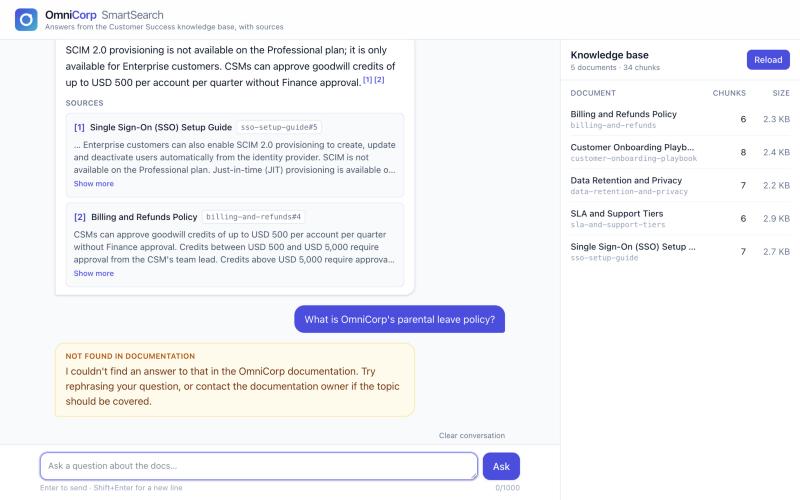 OmniCorp SmartSearch
Answers from the Customer Success knowledge base, with sources
SCIM 2.0 provisioning is not available on the Professional plan; it is only
available for Enterprise customers. CSMs can approve goodwill credits of
up to USD 500 per account per quarter without Finance approval. [1] [2]
SOURCES
[1] Single Sign-On (SSO) Setup Guide sso-setup-guide#5
... Enterprise customers can also enable SCIM 2.0 provisioning to create, update
and deactivate users automatically from the identity provider. SCIM is not
available on the Professional plan. Just-in-time (JIT) provisioning is available o...
Show more
[2] Billing and Refunds Policy billing-and-refunds#4
CSMs can approve goodwill credits of up to USD 500 per account per quarter
without Finance approval. Credits between USD 500 and USD 5,000 require
approval from the CSM's team lead. Credits above USD 5,000 require approva...
Show more
What is OmniCorp's parental leave policy?
NOT FOUND IN DOCUMENTATION
I couldn't find an answer to that in the OmniCorp documentation. Try
rephrasing your question, or contact the documentation owner if the topic
should be covered.
Clear conversation
Ask a question about the docs...
Ask
Enter to send · Shift+Enter for a new line
0/1000
Knowledge base
5 documents · 34 chunks
Reload
DOCUMENT CHUNKS SIZE
Billing and Refunds Policy 6 2.3 KB
billing-and-refunds
Customer Onboarding Playb... 8 2.4 KB
customer-onboarding-playbook
Data Retention and Privacy 7 2.2 KB
data-retention-and-privacy
SLA and Support Tiers 6 2.9 KB
sla-and-support-tiers
Single Sign-On (SSO) Setup ... 7 2.7 KB
sso-setup-guide